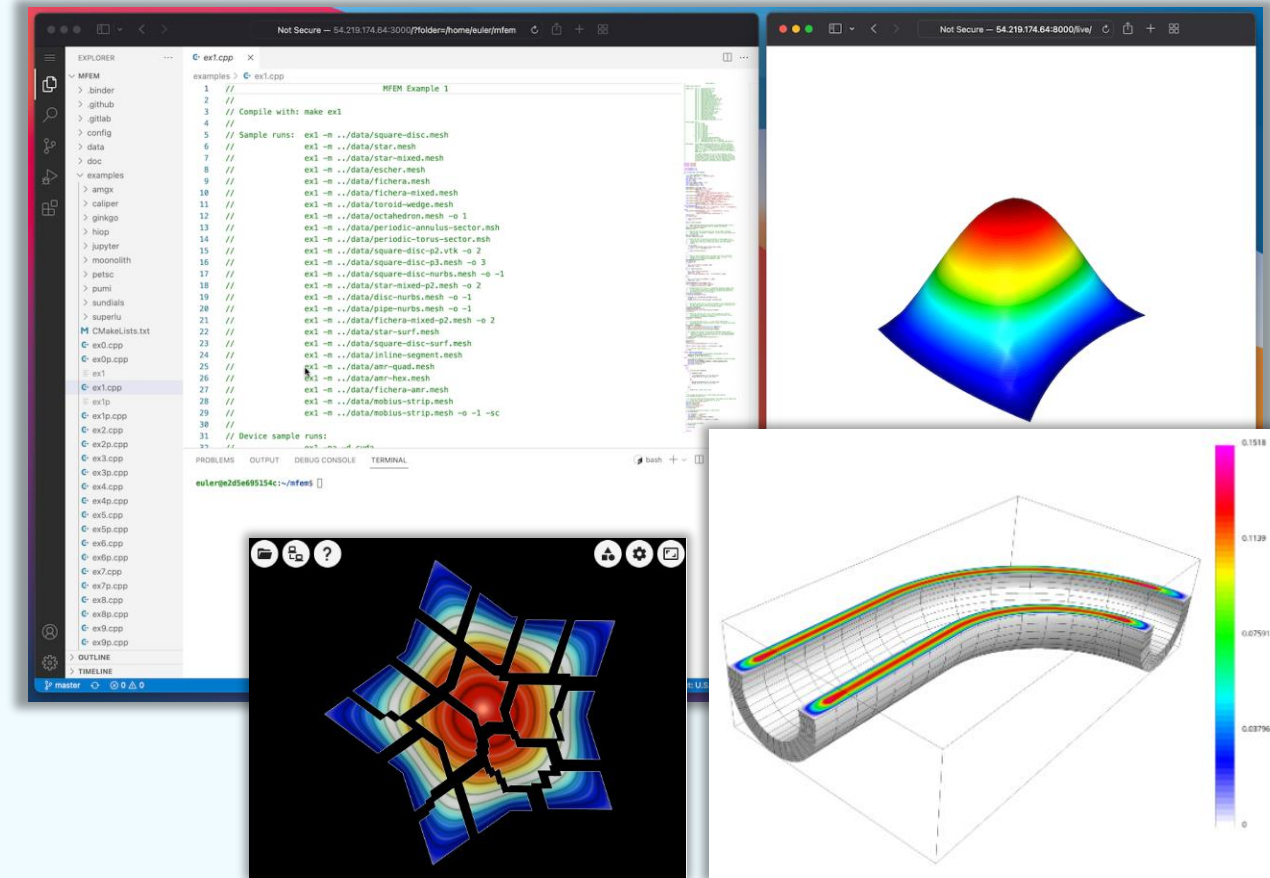 Not Secure — 54.219.174.64:3000/?folder=/home/euler/mfem
EXPLORER
MFEM
.binder
.github
.gitlab
config
data
doc
examples
amgx
caliper
ginkgo
hiop
jupyter
moonolith
petsc
pumi
sundials
superlu
CMakeLists.txt
ex0.cpp
ex0p.cpp
ex1
ex1.cpp
ex1p
ex1p.cpp
ex2.cpp
ex2p.cpp
ex3.cpp
ex3p.cpp
ex4.cpp
ex4p.cpp
ex5.cpp
ex5p.cpp
ex6.cpp
ex6p.cpp
ex7.cpp
ex7p.cpp
ex8.cpp
ex8p.cpp
ex9.cpp
ex9p.cpp
OUTLINE
TIMELINE
master 0 0
ex1.cpp
examples > ex1.cpp
1 // MFEM Example 1
2 //
3 // Compile with: make ex1
4 //
5 // Sample runs: ex1 -m ../data/square-disc.mesh
6 // ex1 -m ../data/star.mesh
7 // ex1 -m ../data/star-mixed.mesh
8 // ex1 -m ../data/escher.mesh
9 // ex1 -m ../data/fichera.mesh
10 // ex1 -m ../data/fichera-mixed.mesh
11 // ex1 -m ../data/toroid-wedge.mesh
12 // ex1 -m ../data/octahedron.mesh -o 1
13 // ex1 -m ../data/periodic-annulus-sector.msh
14 // ex1 -m ../data/periodic-torus-sector.msh
15 // ex1 -m ../data/square-disc-p2.vtk -o 2
16 // ex1 -m ../data/square-disc-p3.mesh -o 3
17 // ex1 -m ../data/square-disc-nurbs.mesh -o -1
18 // ex1 -m ../data/star-mixed-p2.mesh -o 2
19 // ex1 -m ../data/disc-nurbs.mesh -o -1
20 // ex1 -m ../data/pipe-nurbs.mesh -o -1
21 // ex1 -m ../data/fichera-mixed-p2.mesh -o 2
22 // ex1 -m ../data/star-surf.mesh
23 // ex1 -m ../data/square-disc-surf.mesh
24 // ex1 -m ../data/inline-segment.mesh
25 // ex1 -m ../data/amr-quad.mesh
26 // ex1 -m ../data/amr-hex.mesh
27 // ex1 -m ../data/fichera-amr.mesh
28 // ex1 -m ../data/mobius-strip.mesh
29 // ex1 -m ../data/mobius-strip.mesh -o -1 -sc
30 //
31 // Device sample runs:
PROBLEMS OUTPUT DEBUG CONSOLE TERMINAL
bash
euler@e2d5e695154c:~/mfem$
Not Secure — 54.219.174.64:8000/live/
?
0.1518
0.1139
0.07591
0.03796
0